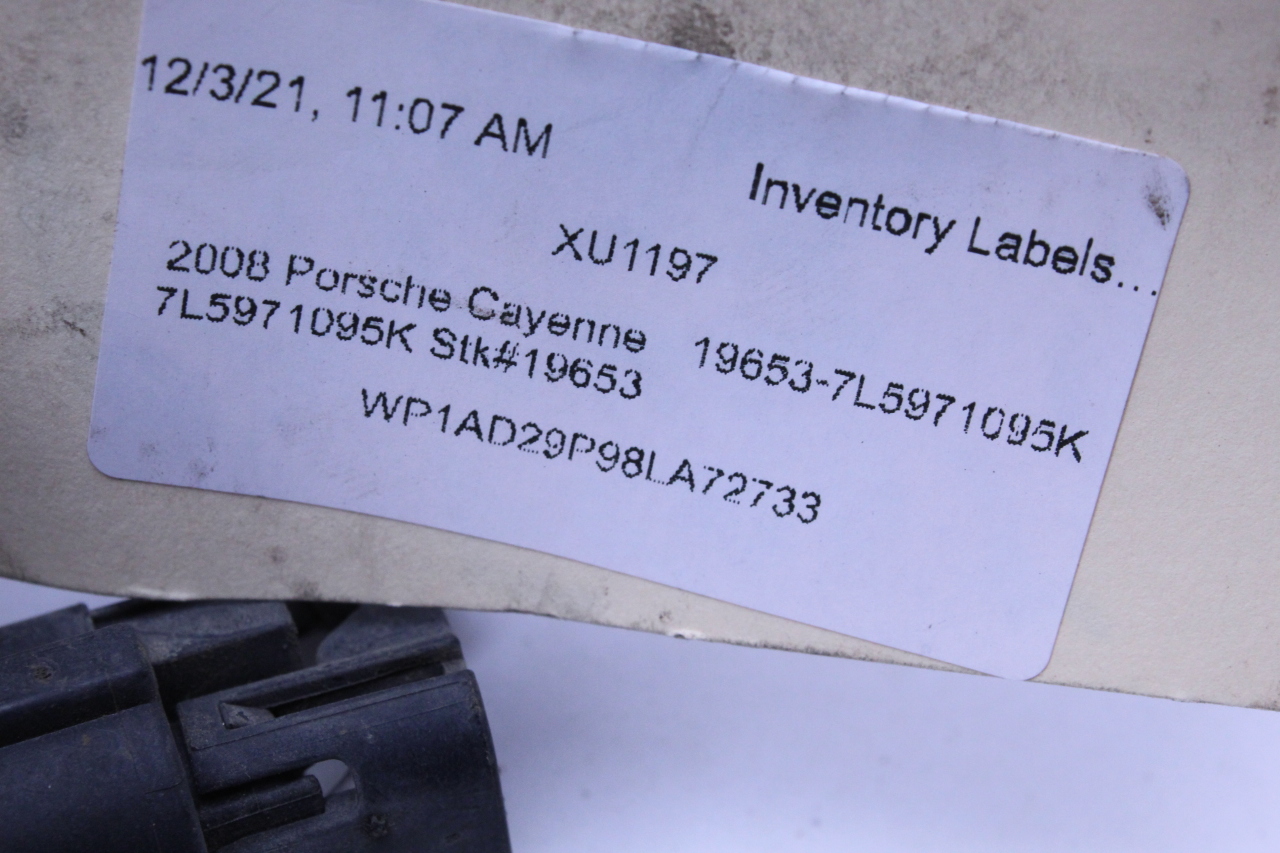 12/3/21, 11:07 AM
Inventory Labels...
XU1197
2008 Porsche Cayenne
7L5971095K Stk#19653
19653-7L5971095K
WP1AD29P98LA72733